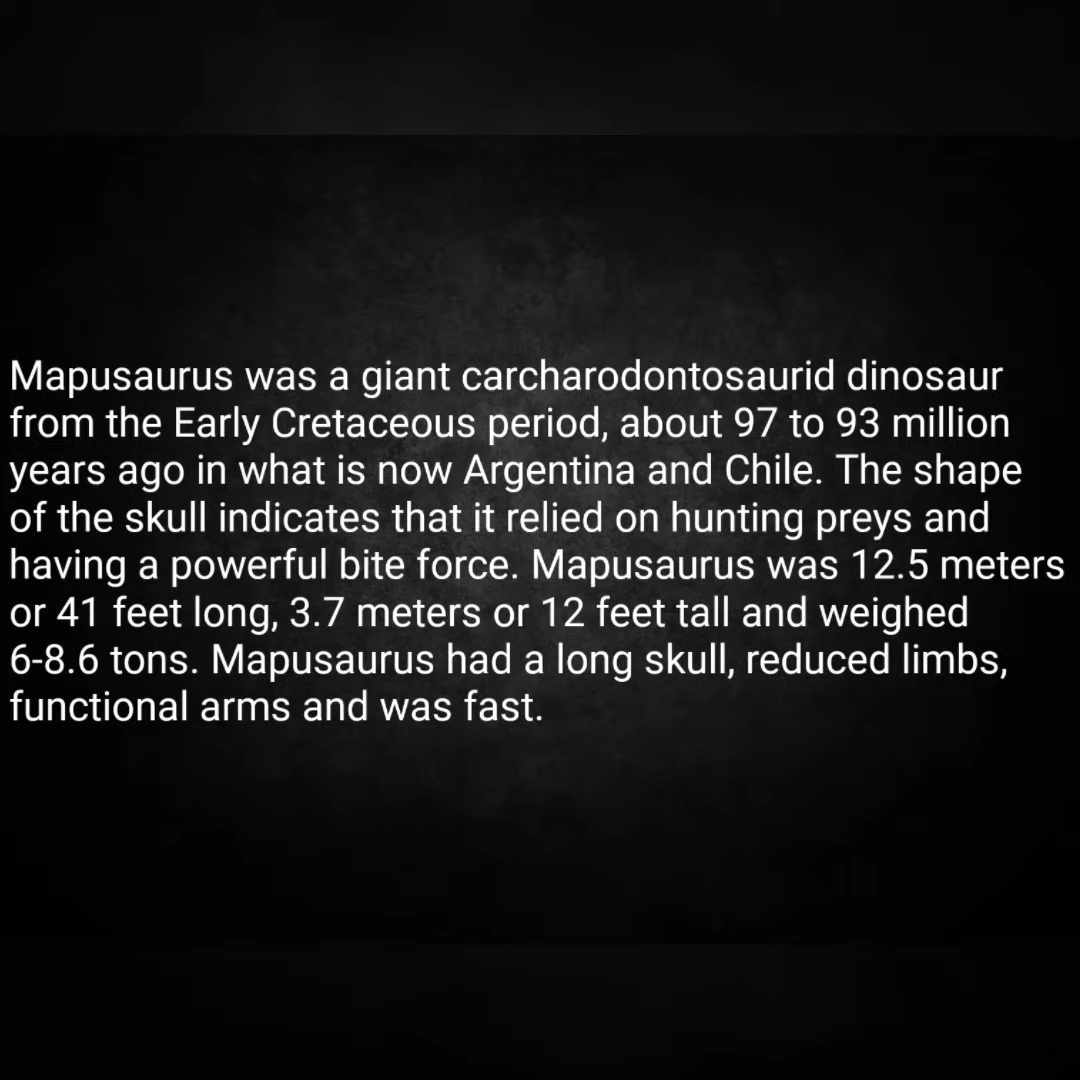 Mapusaurus was a giant carcharodontosaurid dinosaur
from the Early Cretaceous period, about 97 to 93 million
years ago in what is now Argentina and Chile. The shape
of the skull indicates that it relied on hunting preys and
having a powerful bite force. Mapusaurus was 12.5 meters
or 41 feet long, 3.7 meters or 12 feet tall and weighed
6-8.6 tons. Mapusaurus had a long skull, reduced limbs,
functional arms and was fast.